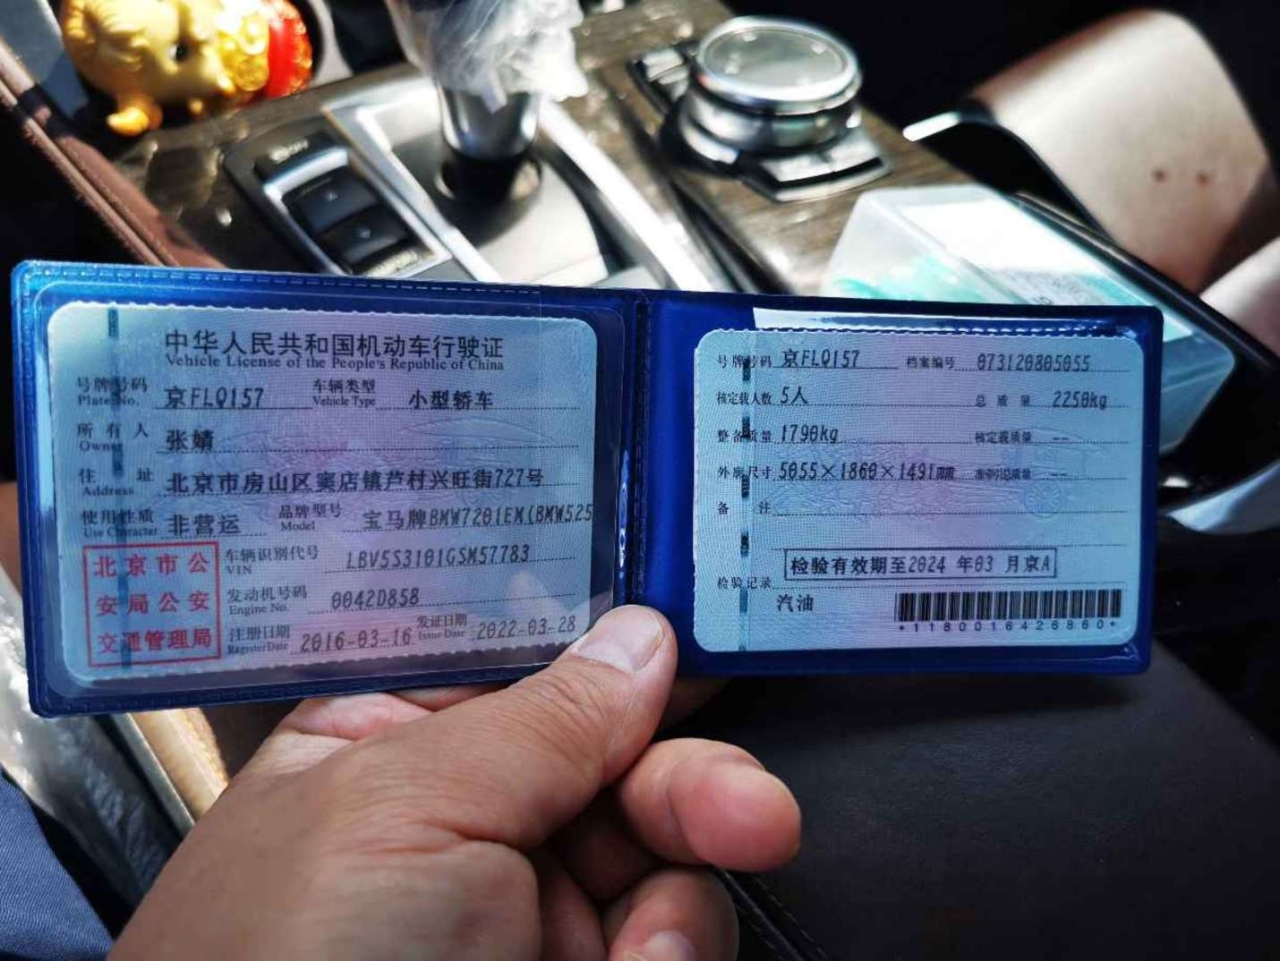 中华人民共和国机动车行驶证
Vehicle License of the People's Republic of China
号牌号码 京FLQ157 车辆类型 小型轿车
Plate No. Vehicle Type
所有人 张婧
Owner
住址 北京市房山区窦店镇芦村兴旺街727号
Address
使用性质 非营运 品牌型号 宝马牌BMW7201EM(BMW525
Use Character Model
北京市公安局公安交通管理局
车辆识别代号 LBV5S3101GSM57783
VIN
发动机号码 0042D858
Engine No.
注册日期 2016-03-16 发证日期 2022-03-28
Register Date Issue Date
号牌号码 京FLQ157 档案编号 073120805055
核定载人数 5人 总质量 2250kg
整备质量 1790kg 核定载质量 --
外廓尺寸 5055×1860×1491mm 准牵引总质量 --
备注
检验有效期至2024年03月京A
检验记录
汽油
*1180016426860*